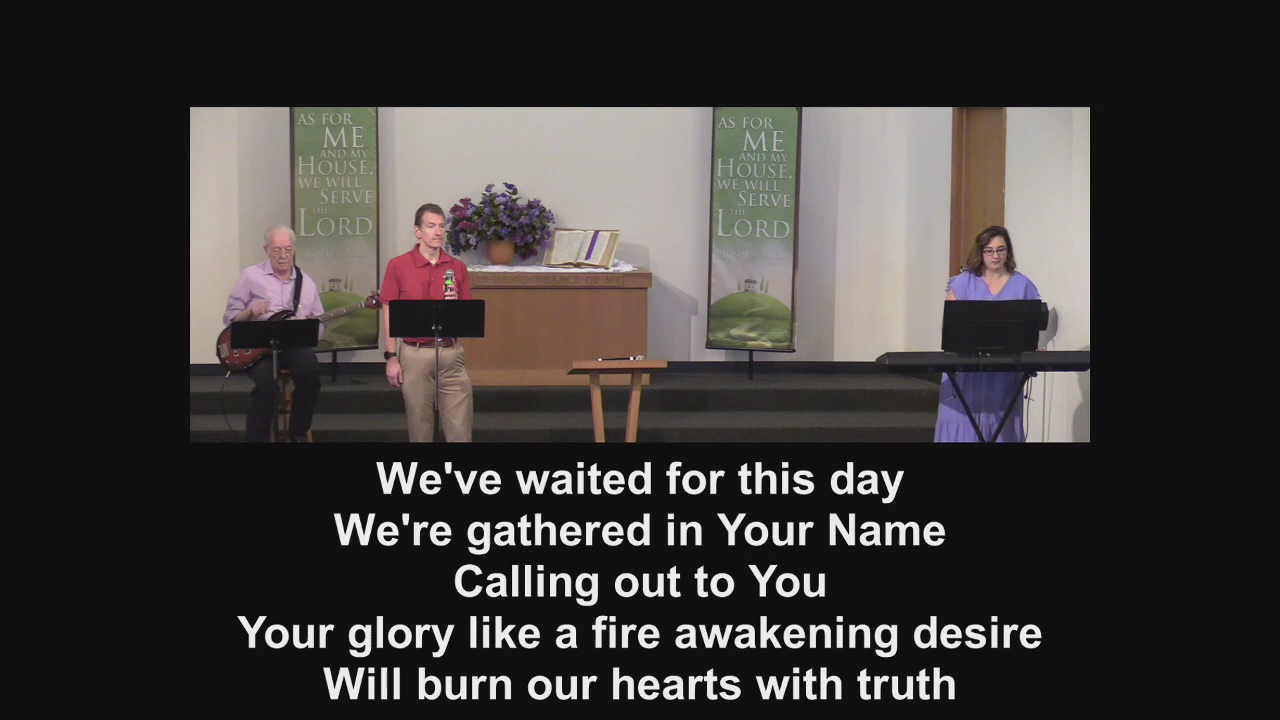 AS FOR
ME
AND MY
HOUSE,
WE WILL
SERVE
THE
LORD
AS FOR
ME
AND MY
HOUSE,
WE WILL
SERVE
THE
LORD
We've waited for this day
We're gathered in Your Name
Calling out to You
Your glory like a fire awakening desire
Will burn our hearts with truth